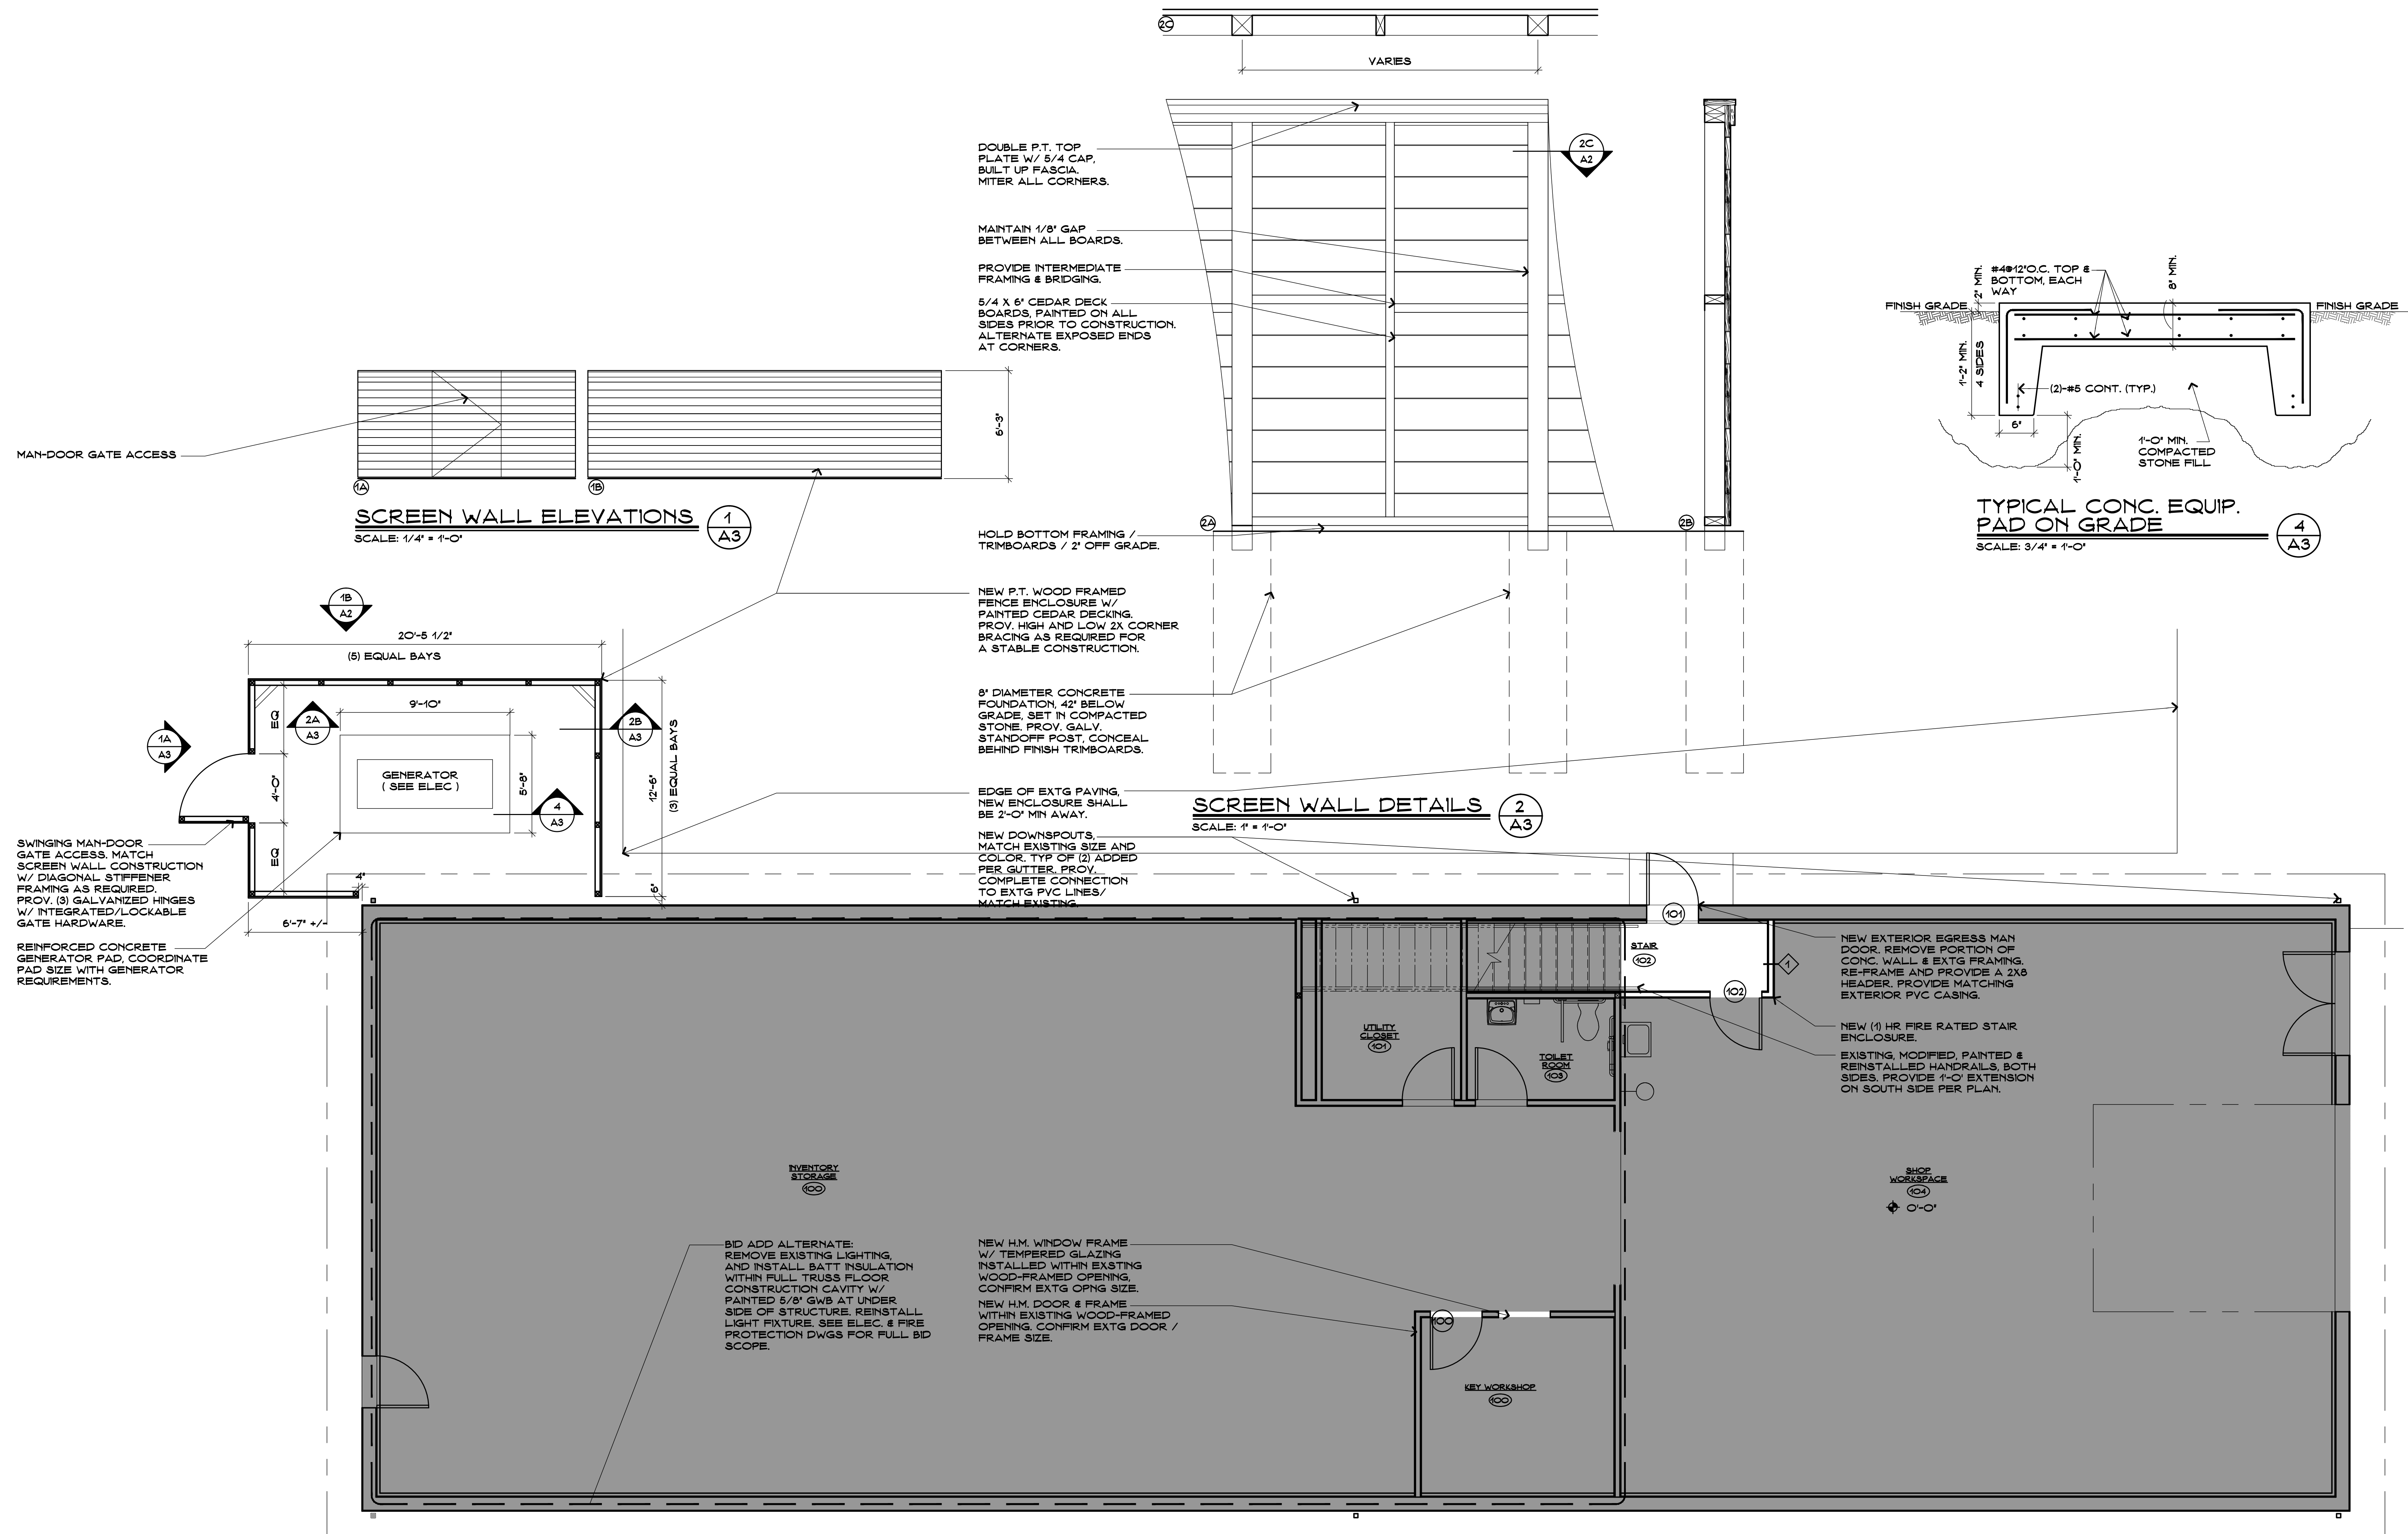 2C
VARIES
DOUBLE P.T. TOP
PLATE W/ 5/4 CAP,
BUILT UP FASCIA.
MITER ALL CORNERS.
2C
A2
MAINTAIN 1/8" GAP
BETWEEN ALL BOARDS.
PROVIDE INTERMEDIATE
FRAMING & BRIDGING.
5/4 X 6" CEDAR DECK
BOARDS, PAINTED ON ALL
SIDES PRIOR TO CONSTRUCTION.
ALTERNATE EXPOSED ENDS
AT CORNERS.
HOLD BOTTOM FRAMING /
TRIMBOARDS / 2" OFF GRADE.
2A
2B
NEW P.T. WOOD FRAMED
FENCE ENCLOSURE W/
PAINTED CEDAR DECKING.
PROV. HIGH AND LOW 2X CORNER
BRACING AS REQUIRED FOR
A STABLE CONSTRUCTION.
8" DIAMETER CONCRETE
FOUNDATION, 42" BELOW
GRADE, SET IN COMPACTED
STONE. PROV. GALV.
STANDOFF POST, CONCEAL
BEHIND FINISH TRIMBOARDS.
EDGE OF EXTG PAVING,
NEW ENCLOSURE SHALL
BE 2'-0" MIN AWAY.
SCREEN WALL DETAILS
SCALE: 1" = 1'-0"
2
A3
NEW DOWNSPOUTS,
MATCH EXISTING SIZE AND
COLOR. TYP OF (2) ADDED
PER GUTTER. PROV.
COMPLETE CONNECTION
TO EXTG PVC LINES/
MATCH EXISTING.
2" MIN.
#4@12"O.C. TOP &
BOTTOM, EACH
WAY
8" MIN.
FINISH GRADE
FINISH GRADE
1'-2" MIN.
4 SIDES
(2)-#5 CONT. (TYP.)
6"
1'-0" MIN.
1'-0" MIN.
COMPACTED
STONE FILL
TYPICAL CONC. EQUIP.
PAD ON GRADE
SCALE: 3/4" = 1'-0"
4
A3
MAN-DOOR GATE ACCESS
6'-3"
1A
1B
SCREEN WALL ELEVATIONS
SCALE: 1/4" = 1'-0"
1
A3
1B
A2
20'-5 1/2"
(5) EQUAL BAYS
EQ
2A
A3
9'-10"
2B
A3
1A
A3
GENERATOR
( SEE ELEC )
4'-0"
5'-8"
4
A3
12'-6"
(3) EQUAL BAYS
EQ
4"
6"
6'-7" +/-
SWINGING MAN-DOOR
GATE ACCESS. MATCH
SCREEN WALL CONSTRUCTION
W/ DIAGONAL STIFFENER
FRAMING AS REQUIRED.
PROV. (3) GALVANIZED HINGES
W/ INTEGRATED/LOCKABLE
GATE HARDWARE.
REINFORCED CONCRETE
GENERATOR PAD, COORDINATE
PAD SIZE WITH GENERATOR
REQUIREMENTS.
101
STAIR
102
1
102
NEW EXTERIOR EGRESS MAN
DOOR. REMOVE PORTION OF
CONC. WALL & EXTG FRAMING.
RE-FRAME AND PROVIDE A 2X8
HEADER. PROVIDE MATCHING
EXTERIOR PVC CASING.
NEW (1) HR FIRE RATED STAIR
ENCLOSURE.
EXISTING, MODIFIED, PAINTED &
REINSTALLED HANDRAILS, BOTH
SIDES. PROVIDE 1'-0' EXTENSION
ON SOUTH SIDE PER PLAN.
UTILITY
CLOSET
101
TOILET
ROOM
103
INVENTORY
STORAGE
100
SHOP
WORKSPACE
104
0'-0"
BID ADD ALTERNATE:
REMOVE EXISTING LIGHTING,
AND INSTALL BATT INSULATION
WITHIN FULL TRUSS FLOOR
CONSTRUCTION CAVITY W/
PAINTED 5/8" GWB AT UNDER
SIDE OF STRUCTURE. REINSTALL
LIGHT FIXTURE. SEE ELEC. & FIRE
PROTECTION DWGS FOR FULL BID
SCOPE.
NEW H.M. WINDOW FRAME
W/ TEMPERED GLAZING
INSTALLED WITHIN EXSTING
WOOD-FRAMED OPENING,
CONFIRM EXTG OPNG SIZE.
NEW H.M. DOOR & FRAME
WITHIN EXISTING WOOD-FRAMED
OPENING. CONFIRM EXTG DOOR /
FRAME SIZE.
100
KEY WORKSHOP
100